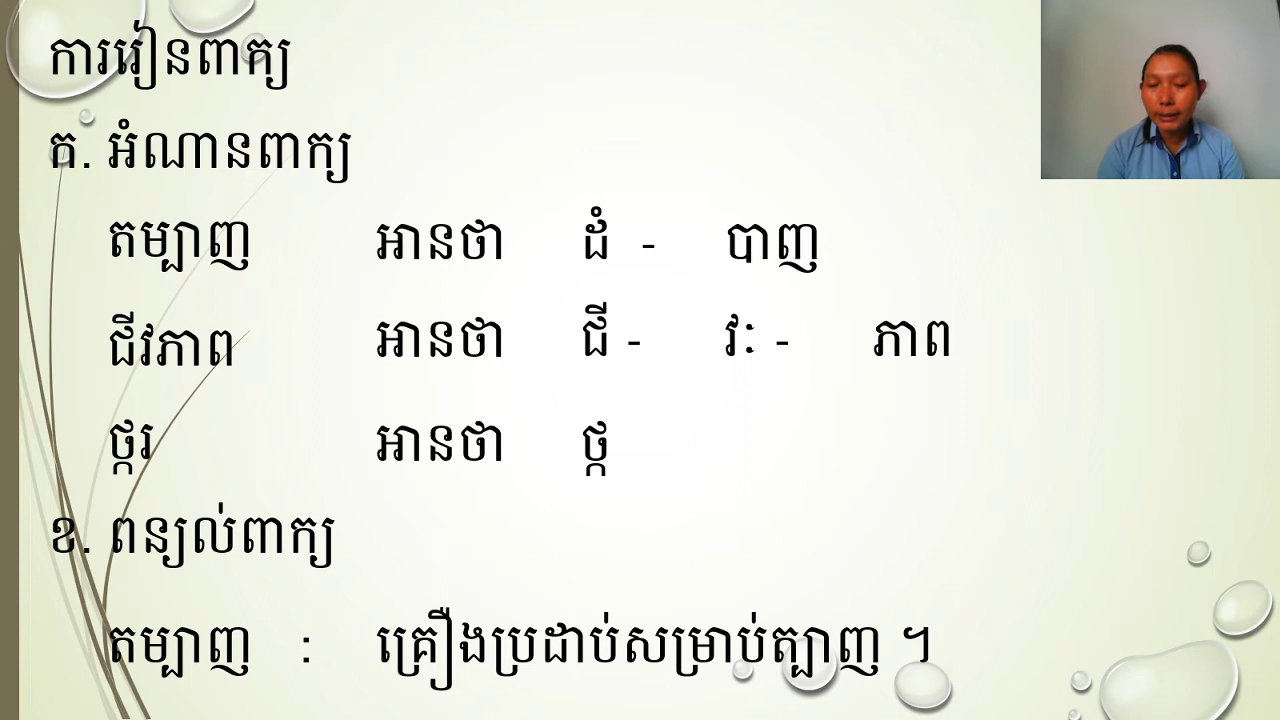 ការរៀនពាក្យ
ក. អំណានពាក្យ
តម្បាញ អានថា ដំ - បាញ
ជីវភាព អានថា ជី - វៈ - ភាព
ថ្ករ អានថា ថ្ក
ខ. ពន្យល់ពាក្យ
តម្បាញ : គ្រឿងប្រដាប់សម្រាប់ត្បាញ ។